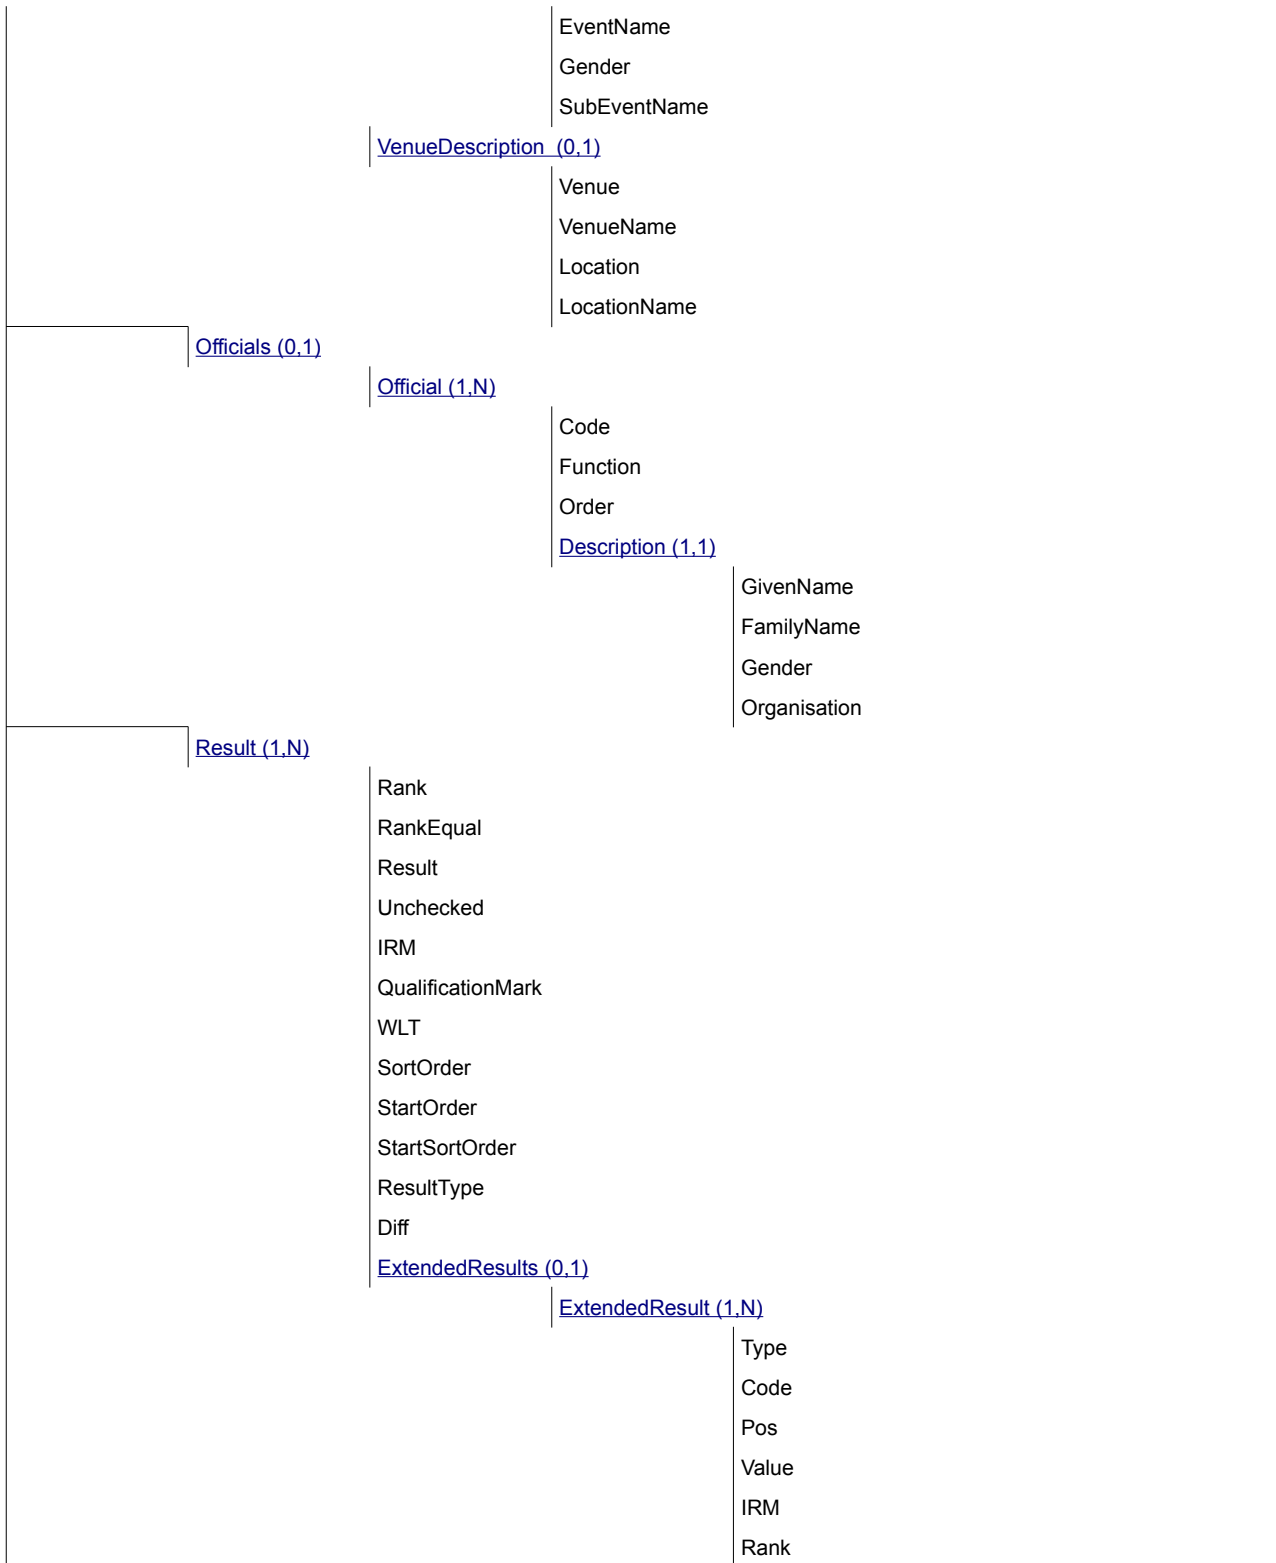 EventName
Gender
SubEventName
VenueDescription  (0,1)
Venue
VenueName
Location
LocationName
Officials (0,1)
Official (1,N)
Code
Function
Order
Description (1,1)
GivenName
FamilyName
Gender
Organisation
Result (1,N)
Rank
RankEqual
Result
Unchecked
IRM
QualificationMark
WLT
SortOrder
StartOrder
StartSortOrder
ResultType
Diff
ExtendedResults (0,1)
ExtendedResult (1,N)
Type
Code
Pos
Value
IRM
Rank